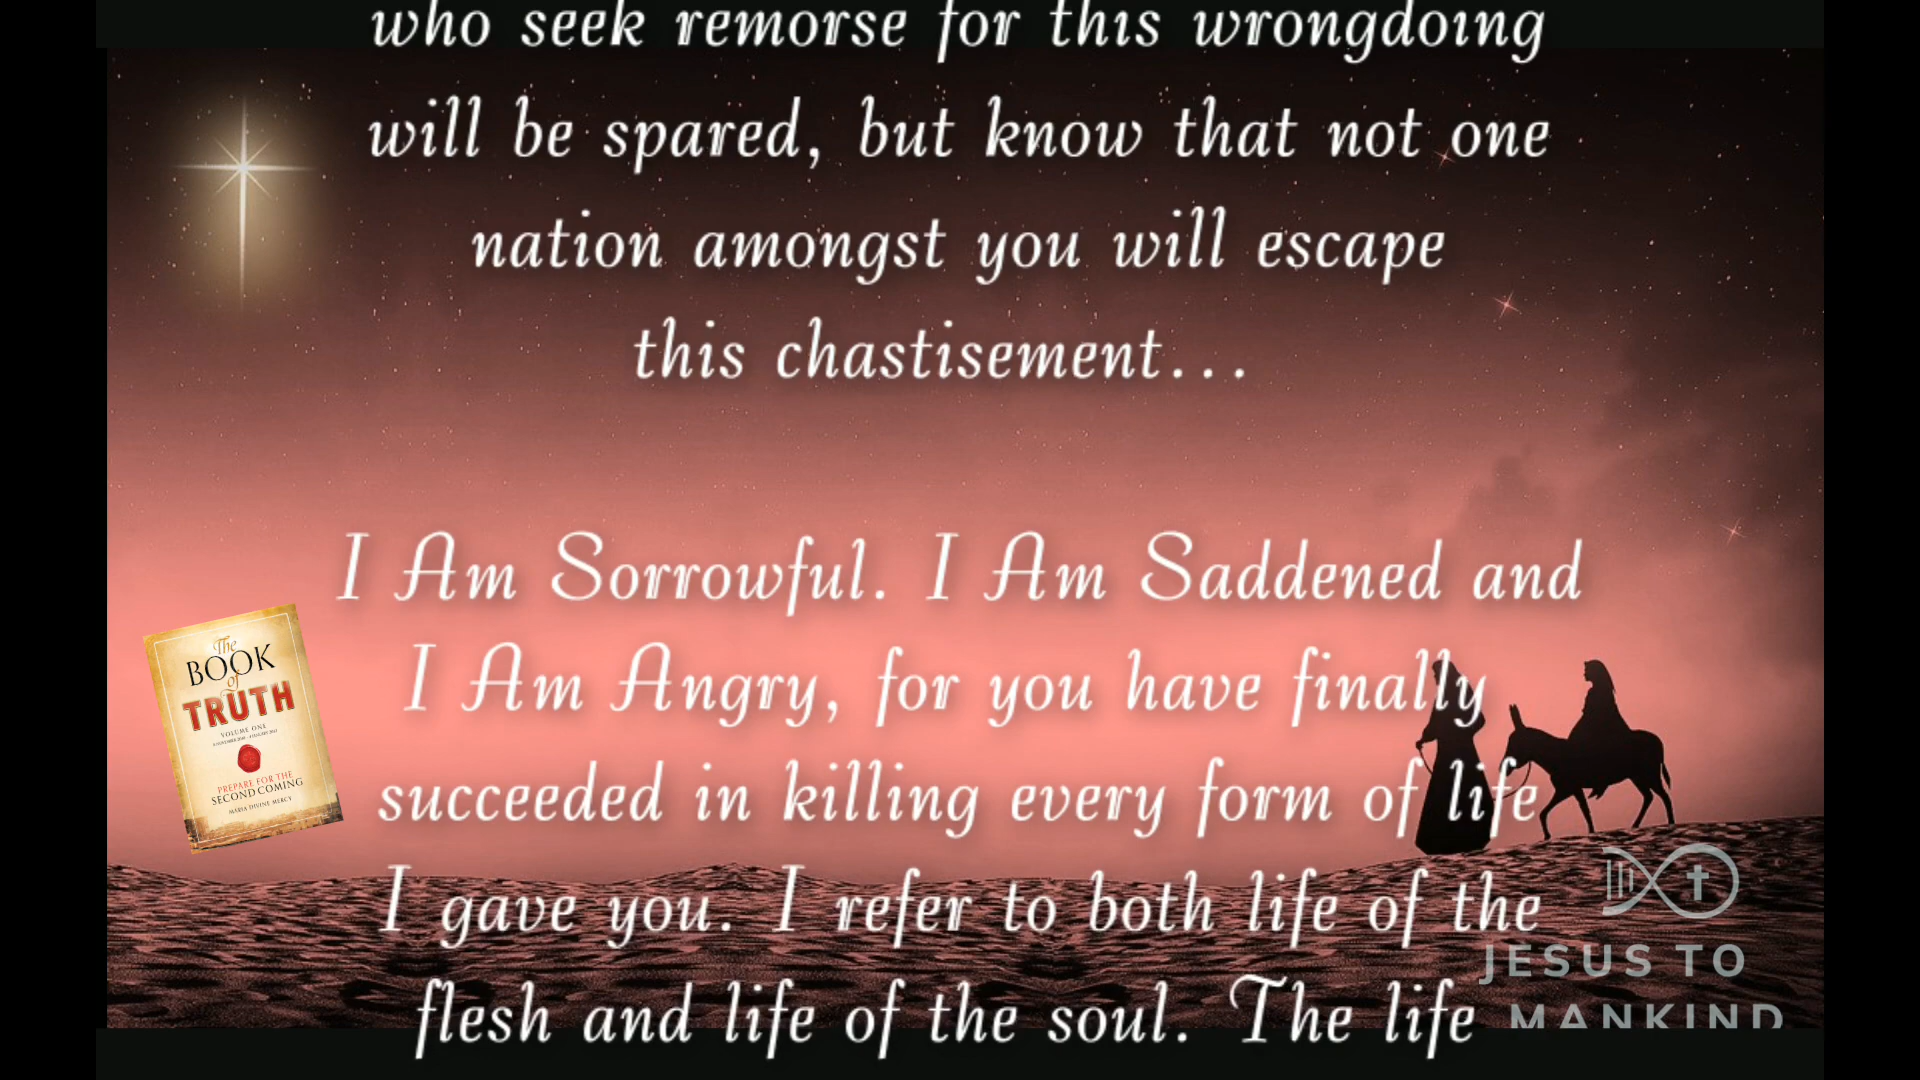 who seek remorse for this wrongdoing
will be spared, but know that not one
nation amongst you will escape
this chastisement...
I Am Sorrowful. I Am Saddened and
I Am Angry, for you have finally
succeeded in killing every form of life
I gave you. I refer to both life of the
flesh and life of the soul. The life
The
BOOK
of
TRUTH
VOLUME ONE
PREPARE FOR THE
SECOND COMING
MARIA DIVINE MERCY
JESUS TO
MANKIND